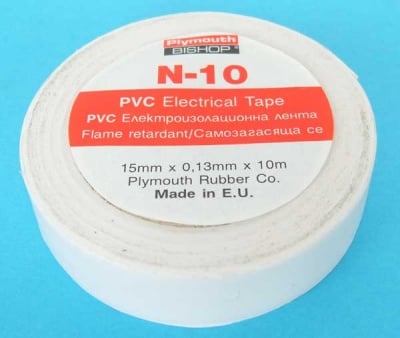 Plymouth
BISHOP
N-10
PVC Electrical Tape
PVC Електроизолационна лента
Flame retardant/Самозагасяща се
15mm x 0,13mm x 10m
Plymouth Rubber Co.
Made in E.U.